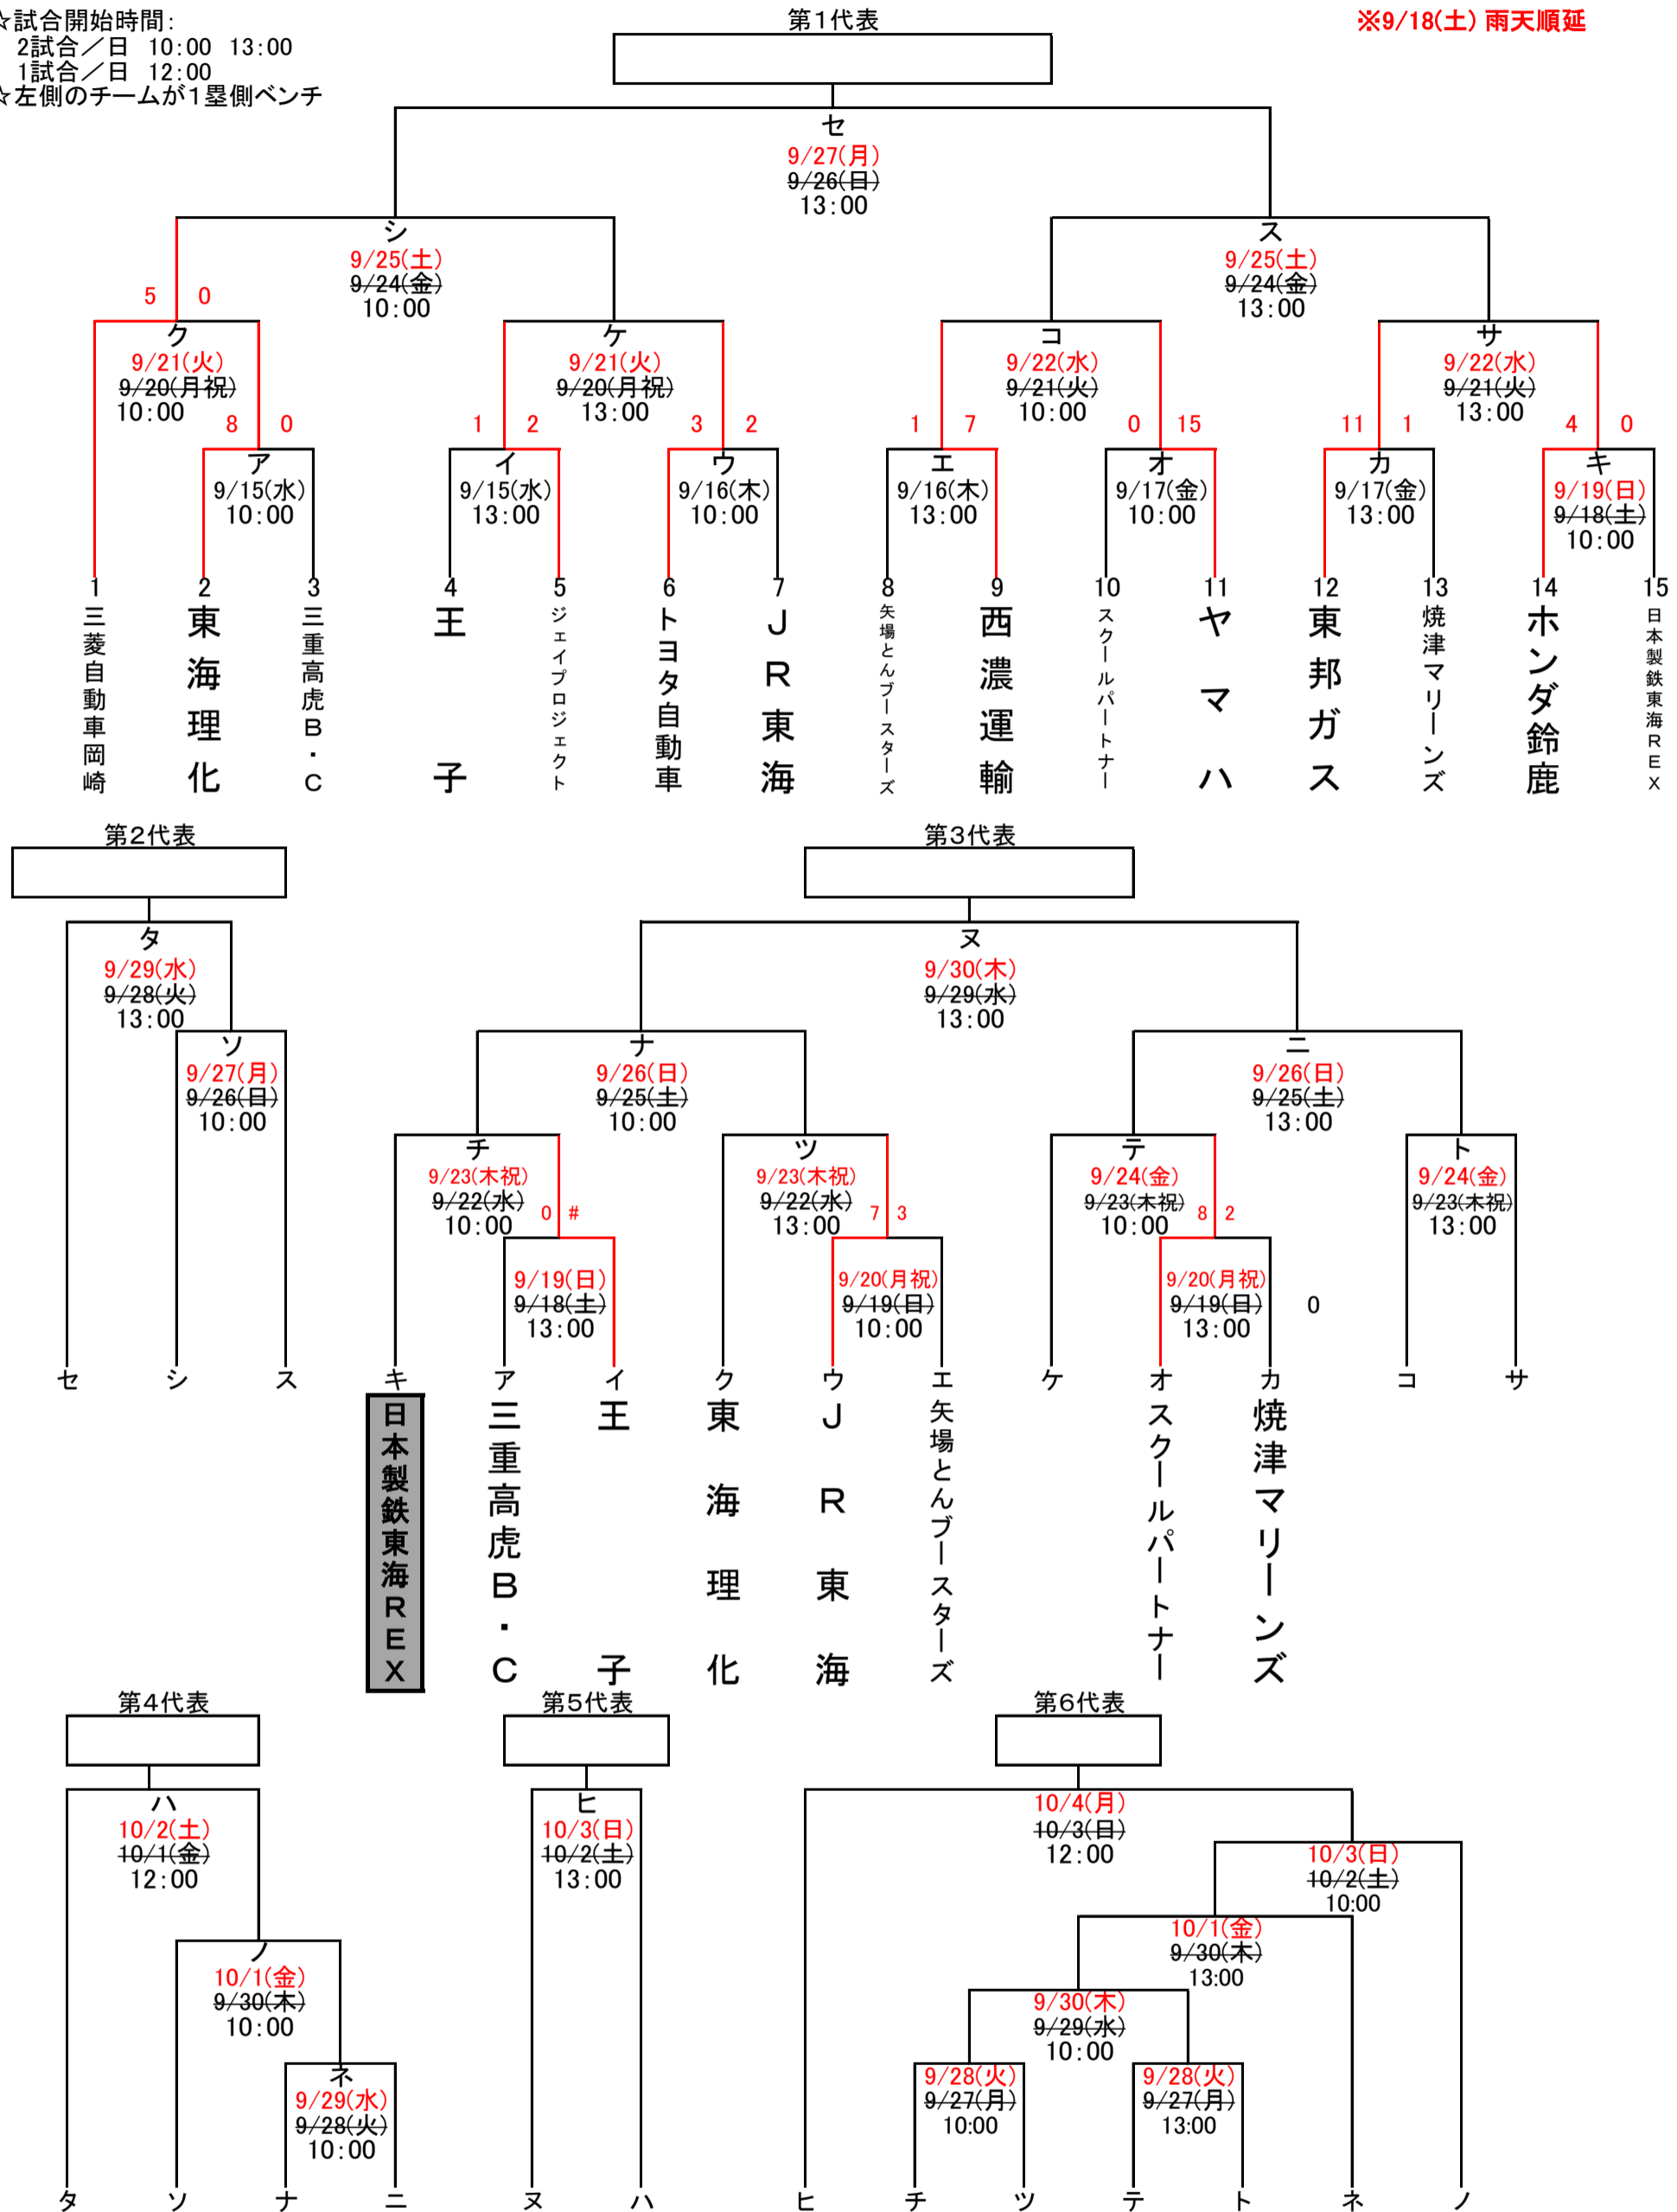 ☆試合開始時間:
2試合／日 10:00 13:00
1試合／日 12:00
☆左側のチームが1塁側ベンチ
※9/18(土) 雨天順延
第1代表
セ
9/27(月)
9/26(日)
13:00
シ
9/25(土)
9/24(金)
10:00
ス
9/25(土)
9/24(金)
13:00
5 0
ク
9/21(火)
9/20(月祝)
10:00
ケ
9/21(火)
9/20(月祝)
13:00
コ
9/22(水)
9/21(火)
10:00
サ
9/22(水)
9/21(火)
13:00
8 0
ア
9/15(水)
10:00
1 2
イ
9/15(水)
13:00
3 2
ウ
9/16(木)
10:00
1 7
エ
9/16(木)
13:00
0 15
オ
9/17(金)
10:00
11 1
カ
9/17(金)
13:00
4 0
キ
9/19(日)
9/18(土)
10:00
1
三菱自動車岡崎
2
東海理化
3
三重高虎B・C
4
王子
5
ジェイプロジェクト
6
トヨタ自動車
7
JR東海
8
矢場とんブースターズ
9
西濃運輸
10
スクールパートナー
11
ヤマハ
12
東邦ガス
13
焼津マリーンズ
14
ホンダ鈴鹿
15
日本製鉄東海REX
第2代表
タ
9/29(水)
9/28(火)
13:00
ソ
9/27(月)
9/26(日)
10:00
セ
シ
ス
第3代表
ヌ
9/30(木)
9/29(水)
13:00
ナ
9/26(日)
9/25(土)
10:00
ニ
9/26(日)
9/25(土)
13:00
チ
9/23(木祝)
9/22(水)
10:00
ツ
9/23(木祝)
9/22(水)
13:00
テ
9/24(金)
9/23(木祝)
10:00
ト
9/24(金)
9/23(木祝)
13:00
0 #
9/19(日)
9/18(土)
13:00
7 3
9/20(月祝)
9/19(日)
10:00
8 2
9/20(月祝)
9/19(日)
13:00
0
キ
日本製鉄東海REX
ア
三重高虎B・C
イ
王子
ク
東海理化
ウ
JR東海
エ
矢場とんブースターズ
ケ
オ
スクールパートナー
カ
焼津マリーンズ
コ
サ
第4代表
ハ
10/2(土)
10/1(金)
12:00
ノ
10/1(金)
9/30(木)
10:00
ネ
9/29(水)
9/28(火)
10:00
タ
ソ
ナ
ニ
第5代表
ヒ
10/3(日)
10/2(土)
13:00
ヌ
ハ
第6代表
10/4(月)
10/3(日)
12:00
10/3(日)
10/2(土)
10:00
10/1(金)
9/30(木)
13:00
9/30(木)
9/29(水)
10:00
9/28(火)
9/27(月)
10:00
9/28(火)
9/27(月)
13:00
ヒ
チ
ツ
テ
ト
ネ
ノ